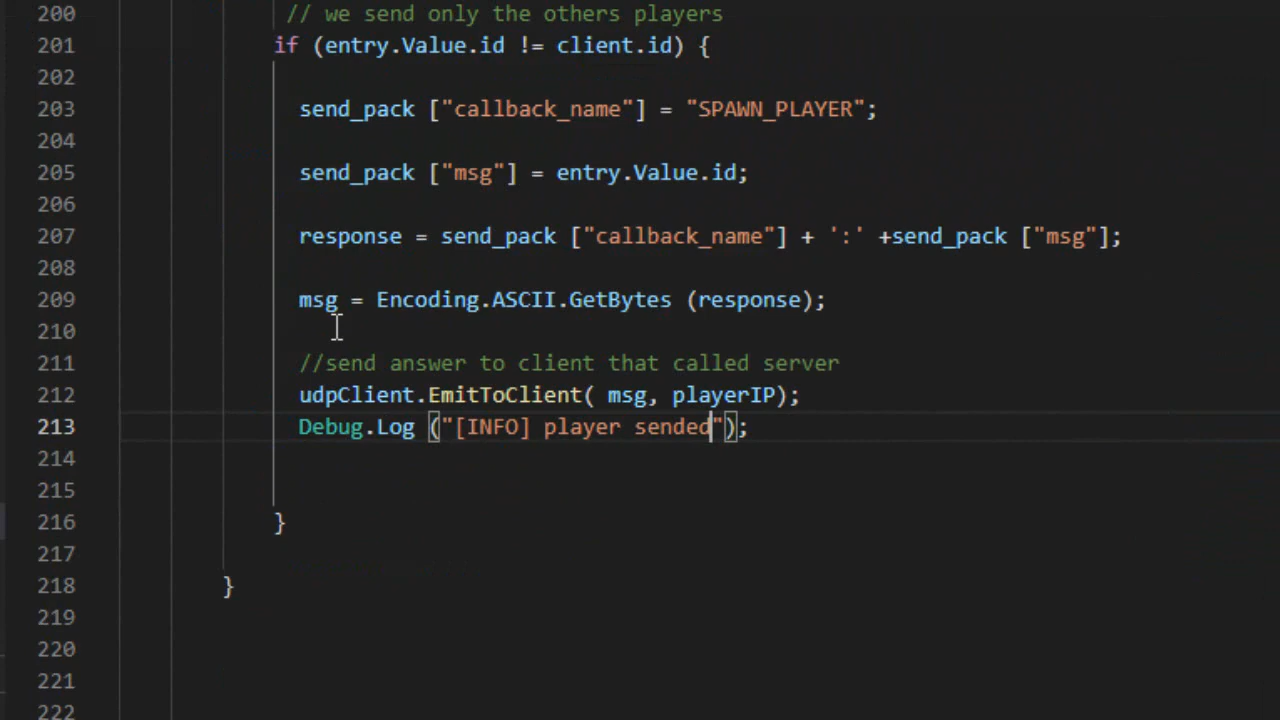 200 // we send only the others players
201 if (entry.Value.id != client.id) {
202
203 send_pack ["callback_name"] = "SPAWN_PLAYER";
204
205 send_pack ["msg"] = entry.Value.id;
206
207 response = send_pack ["callback_name"] + ':' +send_pack ["msg"];
208
209 msg = Encoding.ASCII.GetBytes (response);
210
211 //send answer to client that called server
212 udpClient.EmitToClient( msg, playerIP);
213 Debug.Log ("[INFO] player sended");
214
215
216 }
217
218 }
219
220
221
222